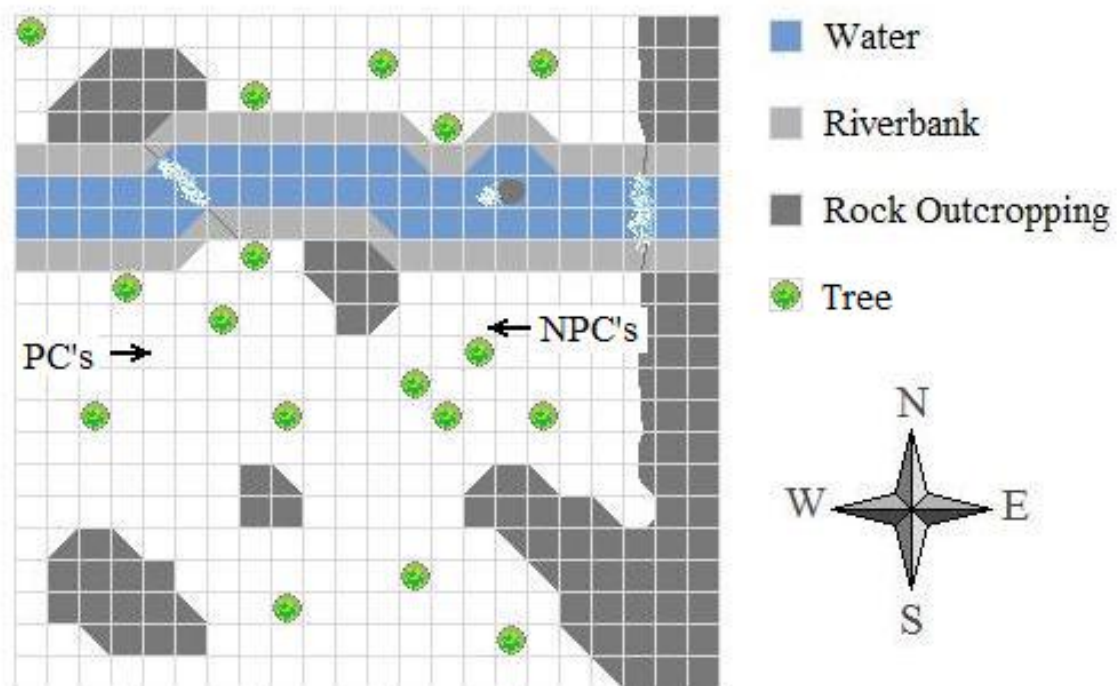 Water
Riverbank
Rock Outcropping
Tree
PC's
NPC's
N
W
E
S